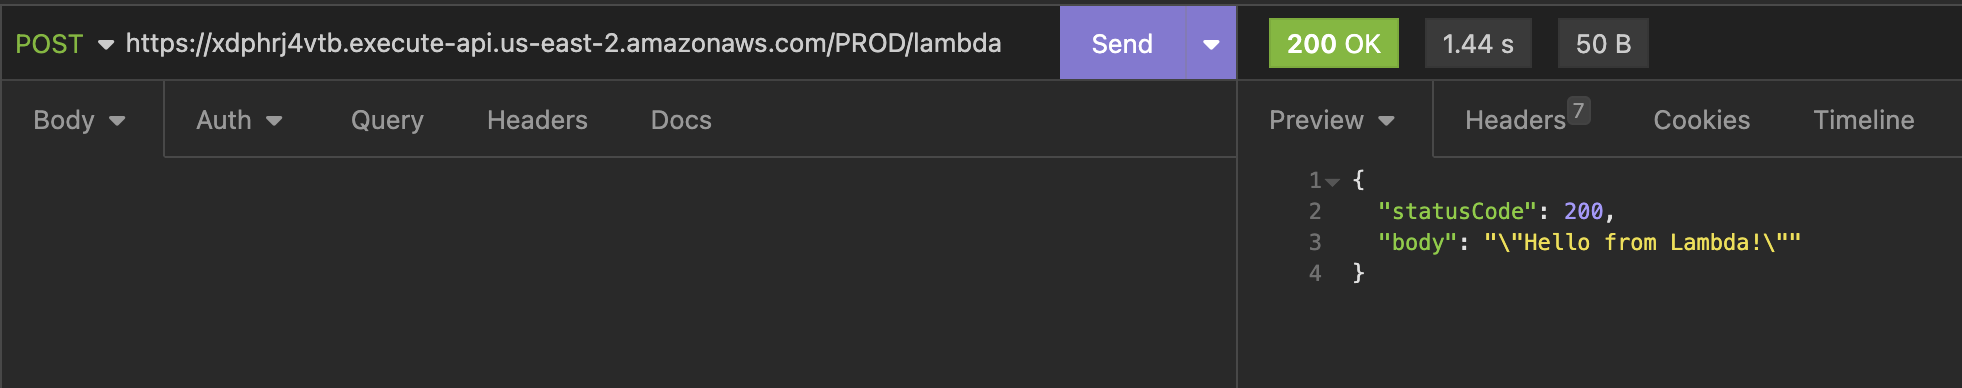 POST https://xdphrj4vtb.execute-api.us-east-2.amazonaws.com/PROD/lambda Send 200 OK 1.44 s 50 B
Body Auth Query Headers Docs Preview Headers 7 Cookies Timeline
1 {
2 "statusCode": 200,
3 "body": "\"Hello from Lambda!\""
4 }